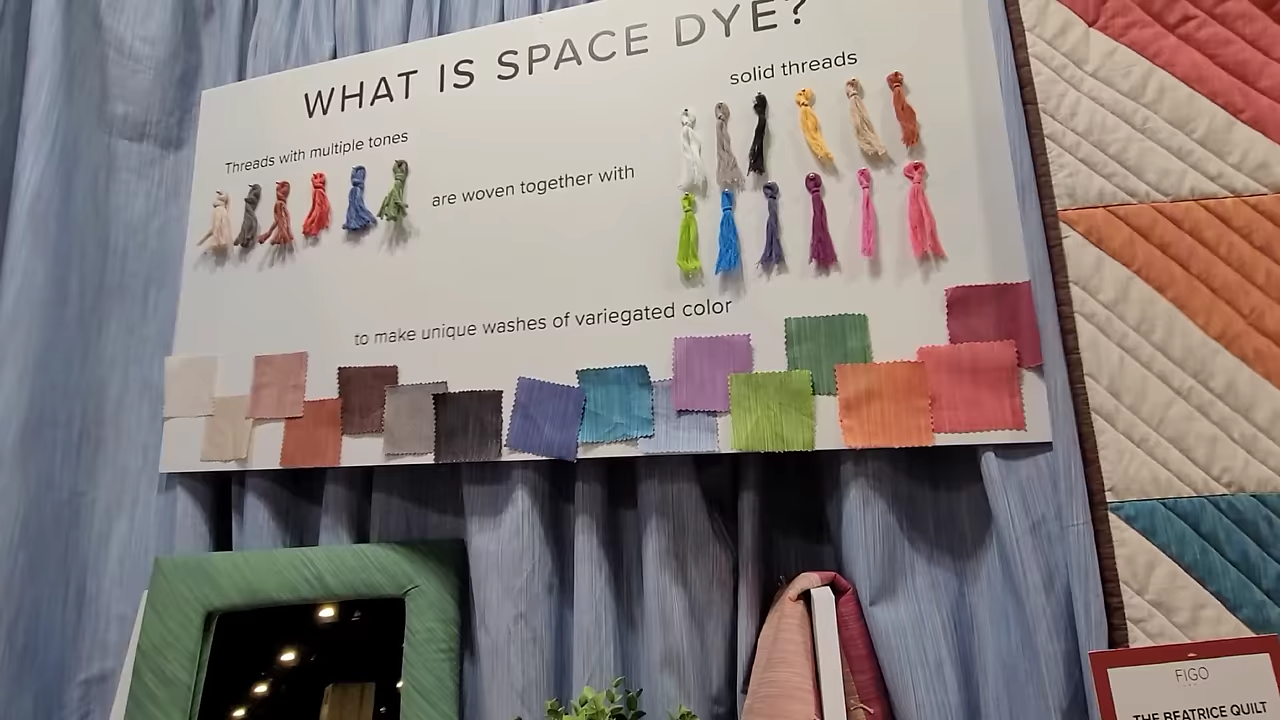 WHAT IS SPACE DYE?
Threads with multiple tones
are woven together with
solid threads
to make unique washes of variegated color
FIGO
THE BEATRICE QUILT